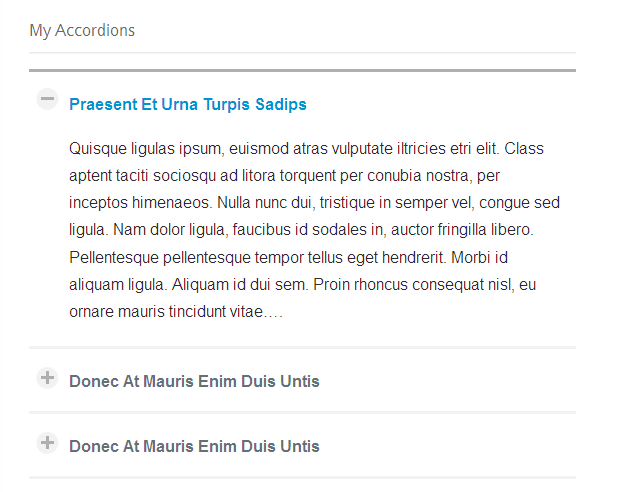 My Accordions
Praesent Et Urna Turpis Sadips
Quisque ligulas ipsum, euismod atras vulputate iltricies etri elit. Class
aptent taciti sociosqu ad litora torquent per conubia nostra, per
inceptos himenaeos. Nulla nunc dui, tristique in semper vel, congue sed
ligula. Nam dolor ligula, faucibus id sodales in, auctor fringilla libero.
Pellentesque pellentesque tempor tellus eget hendrerit. Morbi id
aliquam ligula. Aliquam id dui sem. Proin rhoncus consequat nisl, eu
ornare mauris tincidunt vitae….
Donec At Mauris Enim Duis Untis
Donec At Mauris Enim Duis Untis